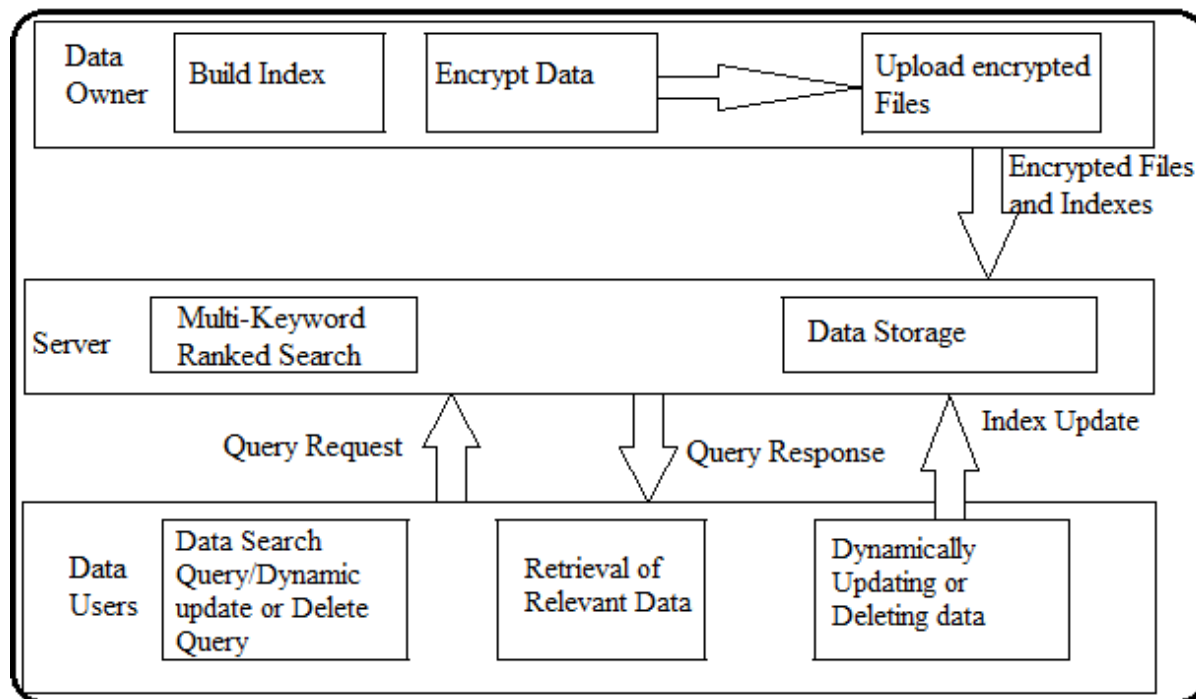 Data
Owner
Build Index
Encrypt Data
Upload encrypted
Files
Encrypted Files
and Indexes
Server
Multi-Keyword
Ranked Search
Data Storage
Query Request
Query Response
Index Update
Data
Users
Data Search
Query/Dynamic
update or Delete
Query
Retrieval of
Relevant Data
Dynamically
Updating or
Deleting data